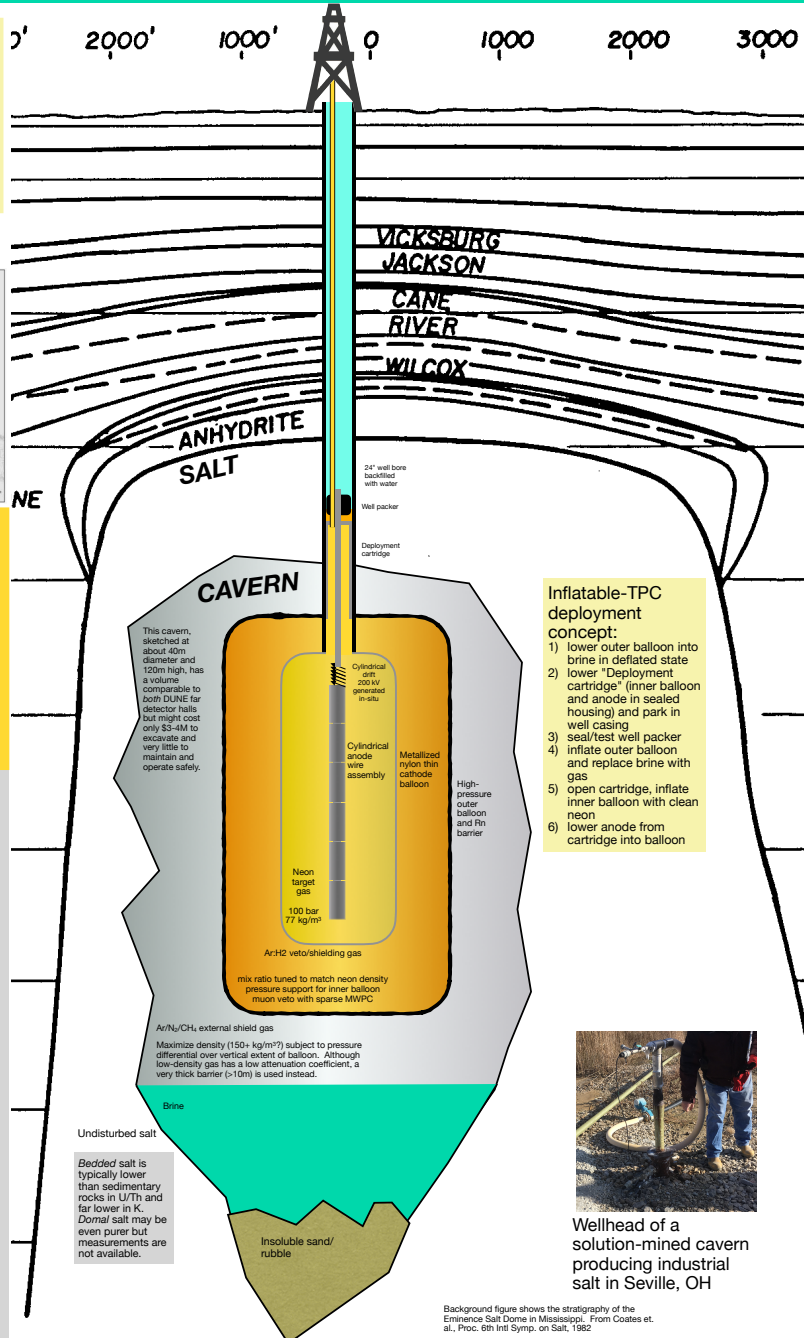 0'
2000'
1000'
0
1000
2000
3000
VICKSBURG
JACKSON
CANE
RIVER
WILCOX
ANHYDRITE
SALT
NE
24" well bore
backfilled
with water
Well packer
Deployment
cartridge
CAVERN
This cavern,
sketched at
about 40m
diameter and
120m high, has
a volume
comparable to
both DUNE far
detector halls
but might cost
only $3-4M to
excavate and
very little to
maintain and
operate safely.
Cylindrical
drift
200 kV
generated
in-situ
Cylindrical
anode
wire
assembly
Metallized
nylon thin
cathode
balloon
High-
pressure
outer
balloon
and Rn
barrier
Neon
target
gas
100 bar
77 kg/m³
Ar:H2 veto/shielding gas
mix ratio tuned to match neon density
pressure support for inner balloon
muon veto with sparse MWPC
Ar/N₂/CH₄ external shield gas
Maximize density (150+ kg/m³?) subject to pressure
differential over vertical extent of balloon. Although
low-density gas has a low attenuation coefficient, a
very thick barrier (>10m) is used instead.
Brine
Undisturbed salt
Bedded salt is
typically lower
than sedimentary
rocks in U/Th and
far lower in K.
Domal salt may be
even purer but
measurements are
not available.
Insoluble sand/
rubble
Inflatable-TPC
deployment
concept:
1) lower outer balloon into
brine in deflated state
2) lower "Deployment
cartridge" (inner balloon
and anode in sealed
housing) and park in
well casing
3) seal/test well packer
4) inflate outer balloon
and replace brine with
gas
5) open cartridge, inflate
inner balloon with clean
neon
6) lower anode from
cartridge into balloon
Wellhead of a
solution-mined cavern
producing industrial
salt in Seville, OH
Background figure shows the stratigraphy of the
Eminence Salt Dome in Mississippi. From Coates et.
al., Proc. 6th Intl Symp. on Salt, 1982